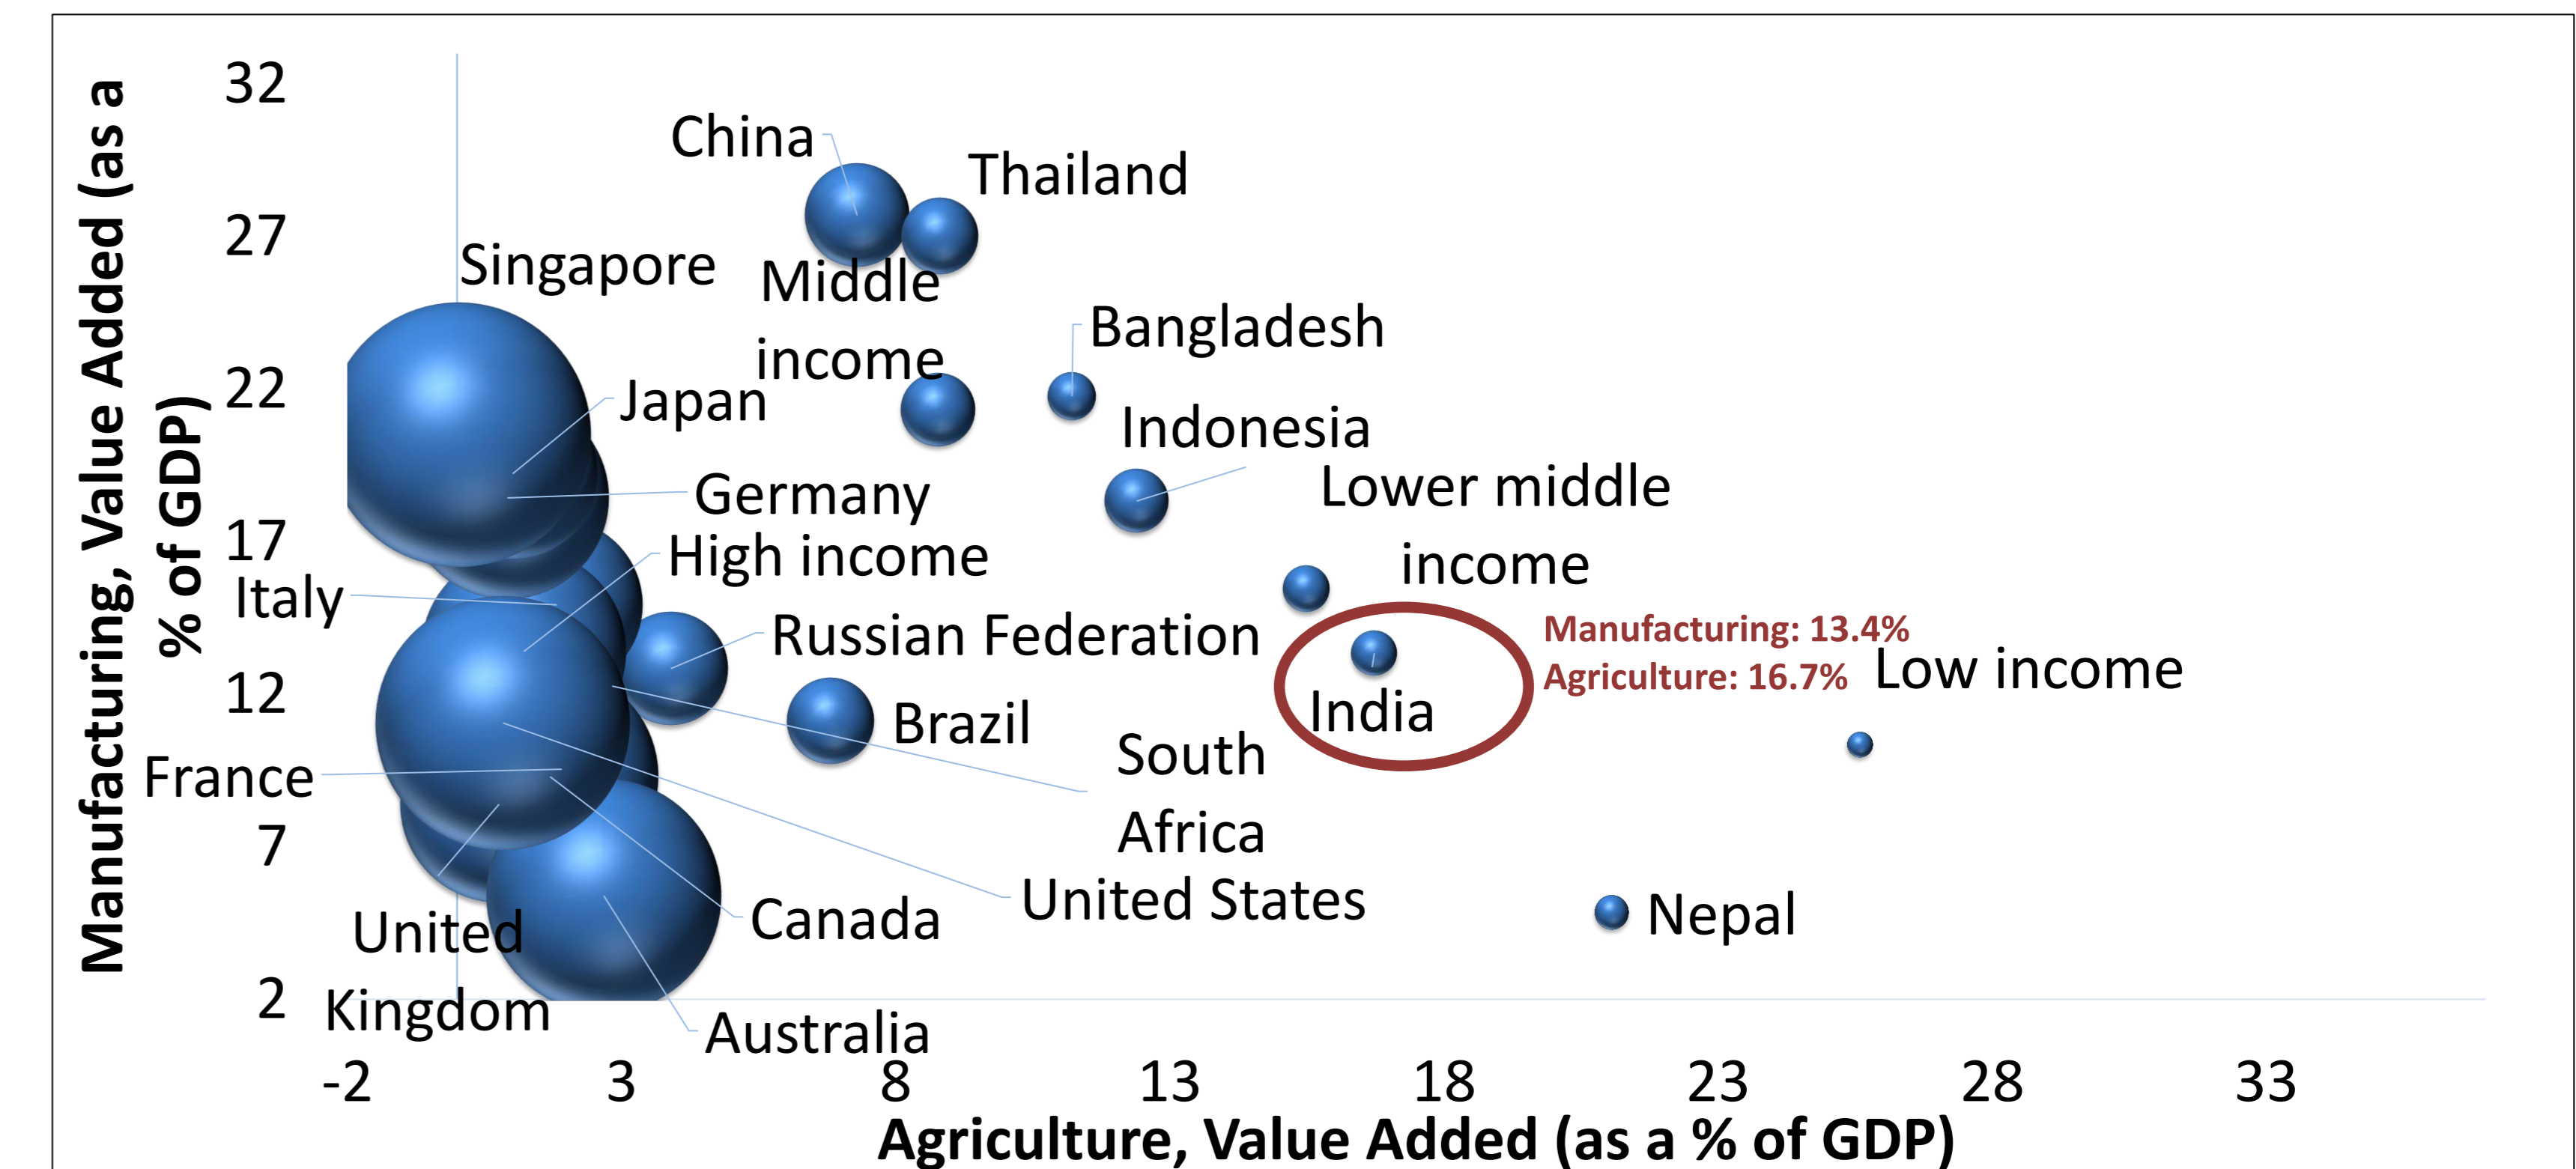 Manufacturing, Value Added (as a
% of GDP)
32
27
22
17
12
7
2
China
Thailand
Singapore
Middle
income
Bangladesh
Japan
Indonesia
Germany
Lower middle
income
High income
Italy
Russian Federation
Manufacturing: 13.4%
Agriculture: 16.7%
Low income
India
Brazil
South
Africa
France
United States
Canada
Nepal
United
Kingdom
Australia
-2
3
8
13
18
23
28
33
Agriculture, Value Added (as a % of GDP)